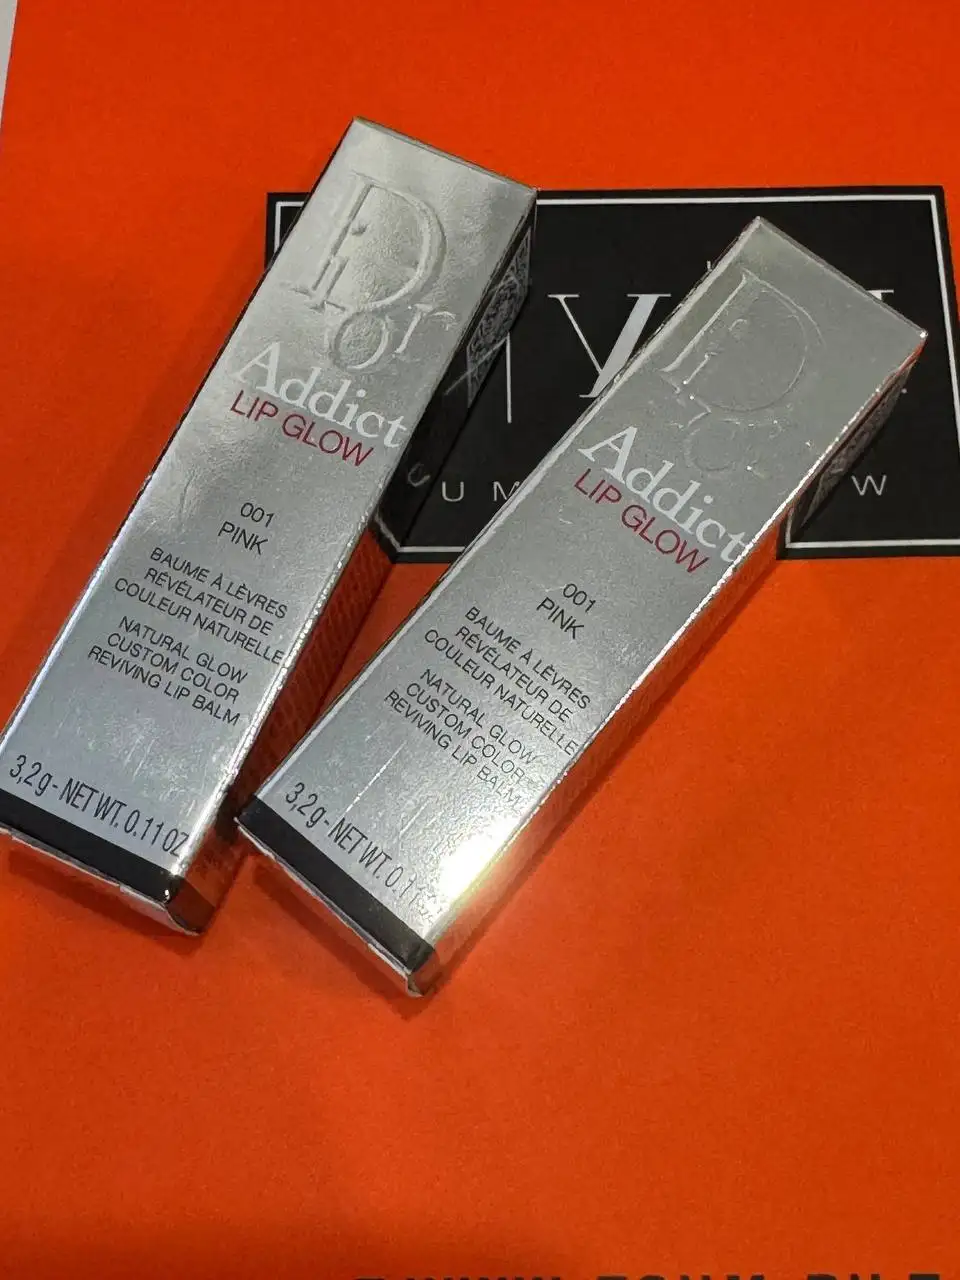 Dior
Addict
LIP GLOW
001
PINK
BAUME À LÈVRES
RÉVÉLATEUR DE
COULEUR NATURELLE
NATURAL GLOW
CUSTOM COLOR
REVIVING LIP BALM
3,2g - NET WT. 0.11 OZ
Dior
Addict
LIP GLOW
001
PINK
BAUME À LÈVRES
RÉVÉLATEUR DE
COULEUR NATURELLE
NATURAL GLOW
CUSTOM COLOR
REVIVING LIP BALM
3,2g - NET WT. 0.11